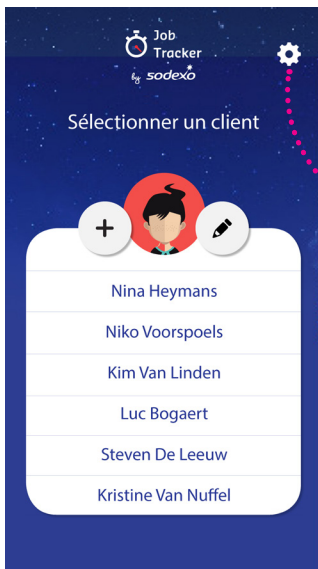 Job
Tracker
by sodexo
Sélectionner un client
Nina Heymans
Niko Voorspoels
Kim Van Linden
Luc Bogaert
Steven De Leeuw
Kristine Van Nuffel